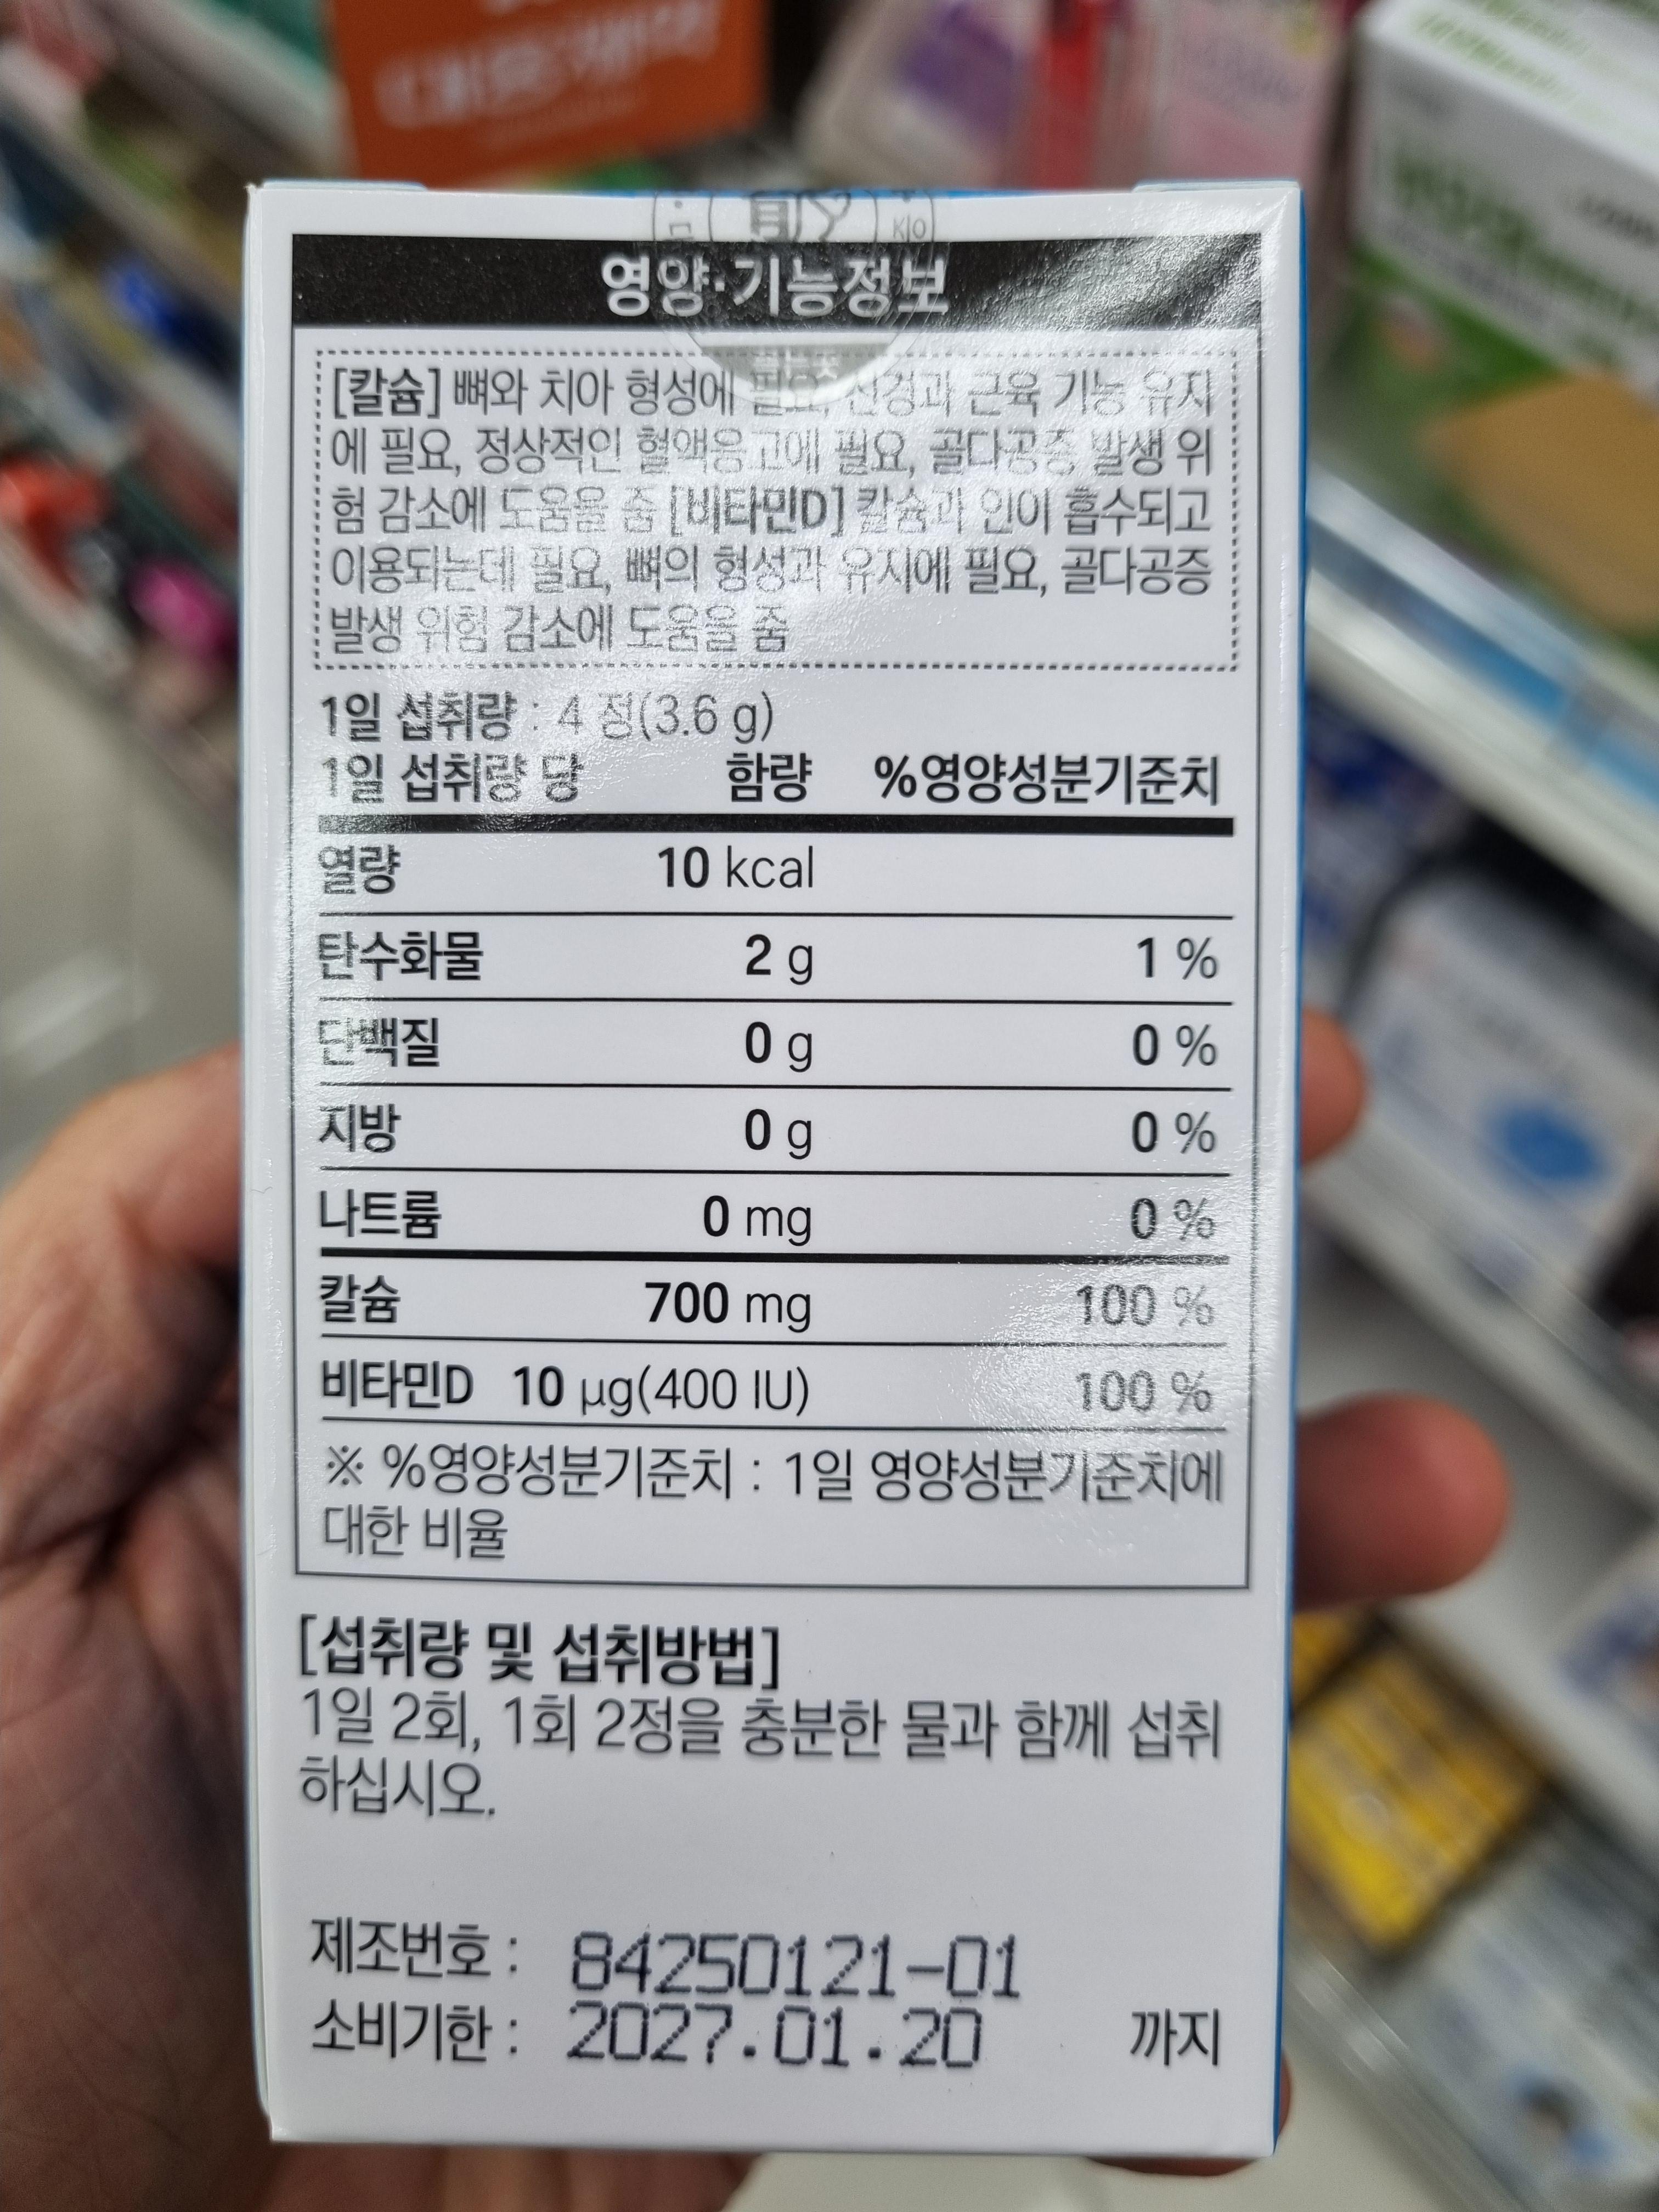 영양·기능정보
[칼슘] 뼈와 치아 형성에 필요, 신경과 근육 기능 유지
에 필요, 정상적인 혈액응고에 필요, 골다공증 발생 위
험 감소에 도움을 줌 [비타민D] 칼슘과 인이 흡수되고
이용되는데 필요, 뼈의 형성과 유지에 필요, 골다공증
발생 위험 감소에 도움을 줌
1일 섭취량 : 4 정(3.6 g)
1일 섭취량 당 함량 %영양성분기준치
열량 10 kcal
탄수화물 2 g 1 %
단백질 0 g 0 %
지방 0 g 0 %
나트륨 0 mg 0 %
칼슘 700 mg 100 %
비타민D 10 µg(400 IU) 100 %
※ %영양성분기준치 : 1일 영양성분기준치에
대한 비율
[섭취량 및 섭취방법]
1일 2회, 1회 2정을 충분한 물과 함께 섭취
하십시오.
제조번호 : 84250121-01
소비기한 : 2027.01.20 까지